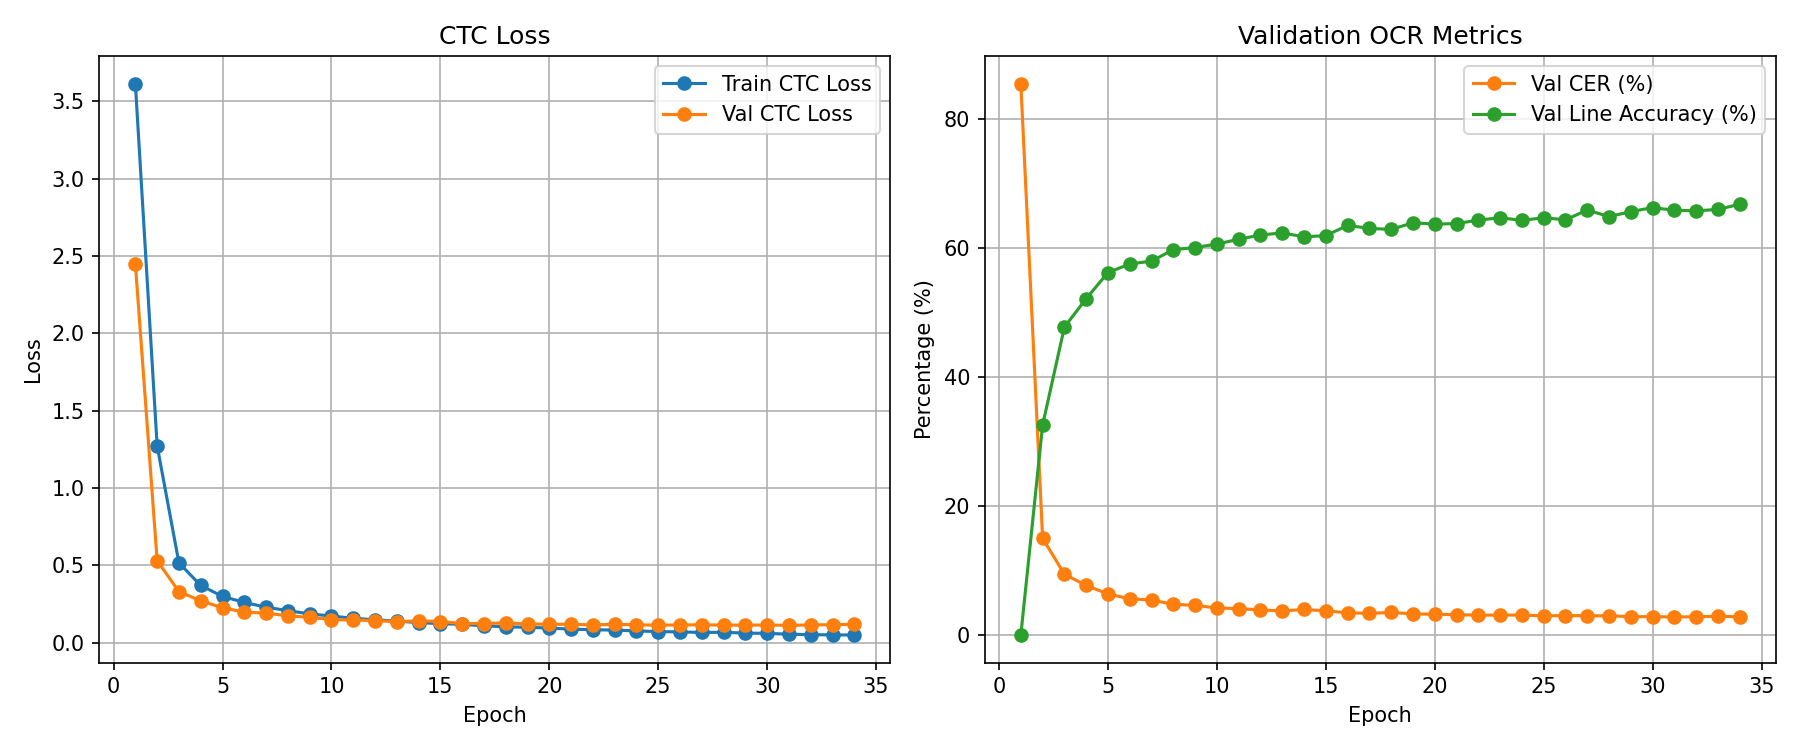 CTC Loss
Train CTC Loss
Val CTC Loss
Loss
3.5
3.0
2.5
2.0
1.5
1.0
0.5
0.0
0 5 10 15 20 25 30 35
Epoch
Validation OCR Metrics
Val CER (%)
Val Line Accuracy (%)
Percentage (%)
80
60
40
20
0
0 5 10 15 20 25 30 35
Epoch